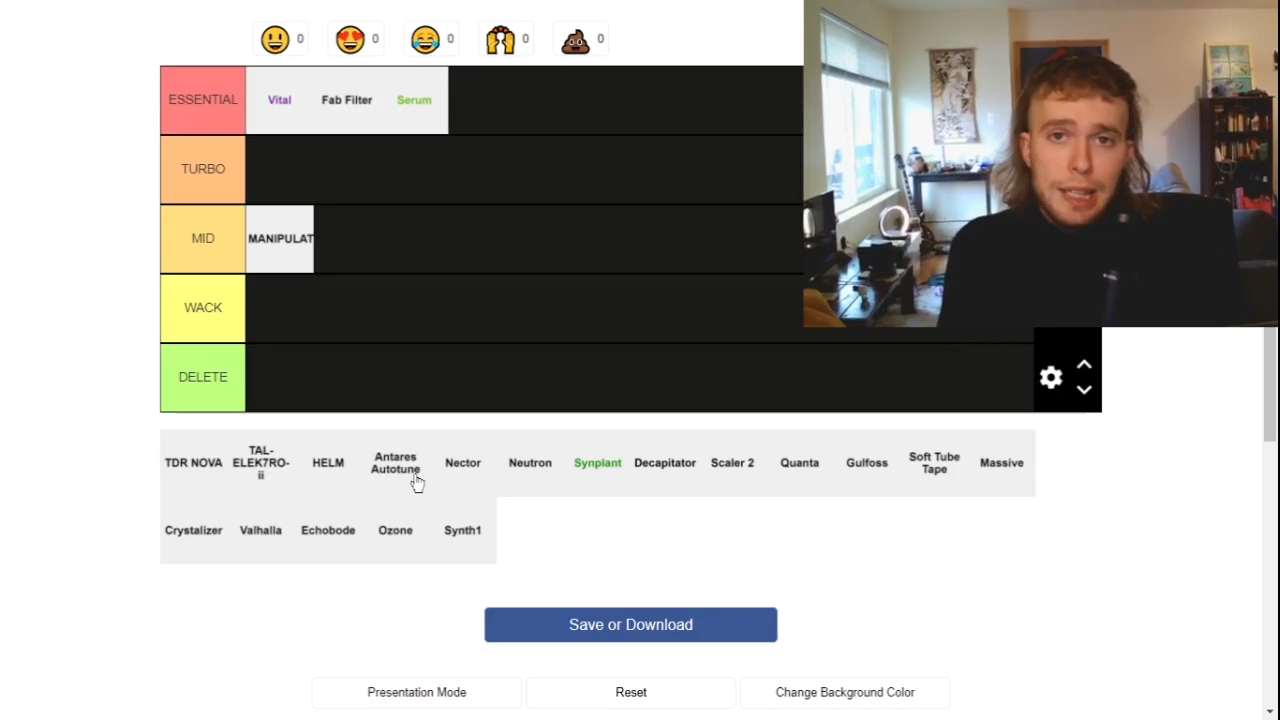 0 0 0 0 0
ESSENTIAL Vital Fab Filter Serum
TURBO
MID MANIPULAT
WACK
DELETE
TDR NOVA TAL-ELEK7RO-ii HELM Antares Autotune Nector Neutron Synplant Decapitator Scaler 2 Quanta Gulfoss Soft Tube Tape Massive
Crystalizer Valhalla Echobode Ozone Synth1
Save or Download
Presentation Mode Reset Change Background Color